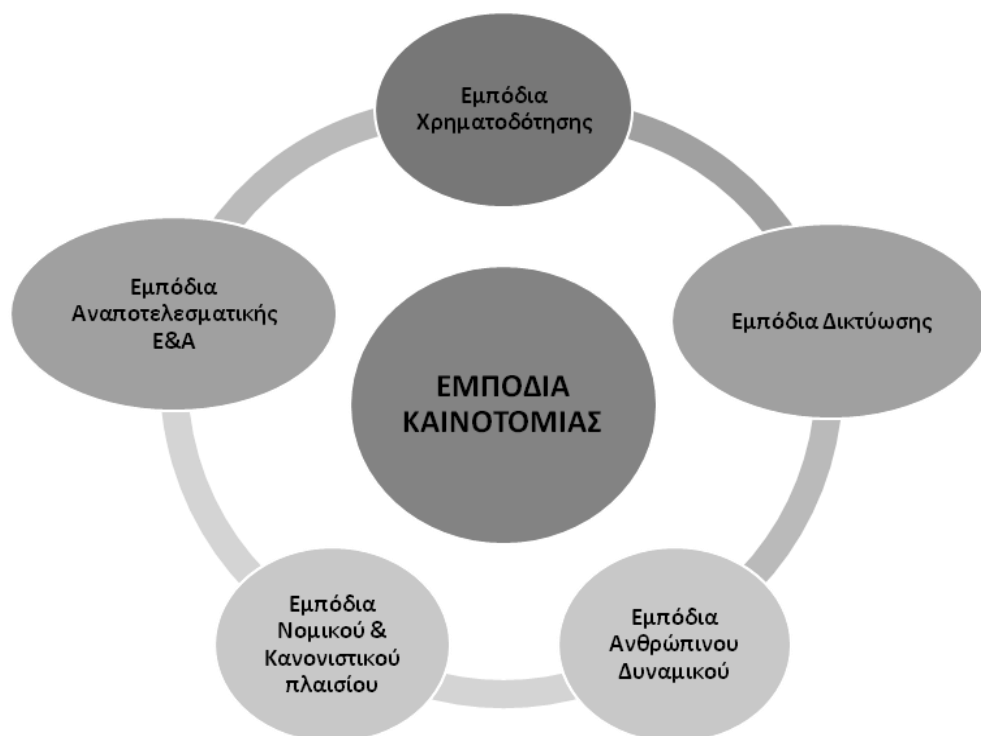 Εμπόδια
Χρηματοδότησης
Εμπόδια Δικτύωσης
Εμπόδια
Ανθρώπινου
Δυναμικού
Εμπόδια
Νομικού &
Κανονιστικού
πλαισίου
Εμπόδια
Αναποτελεσματικής
Ε&Α
ΕΜΠΟΔΙΑ
ΚΑΙΝΟΤΟΜΙΑΣ